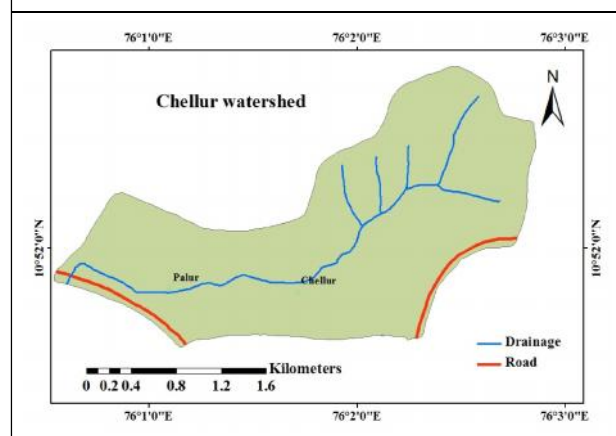 76°1'0"E 76°2'0"E 76°3'0"E
Chellur watershed
N
10°52'0"N 10°52'0"N
Palur
Chellur
Drainage
Road
Kilometers
0 0.2 0.4 0.8 1.2 1.6
76°1'0"E 76°2'0"E 76°3'0"E